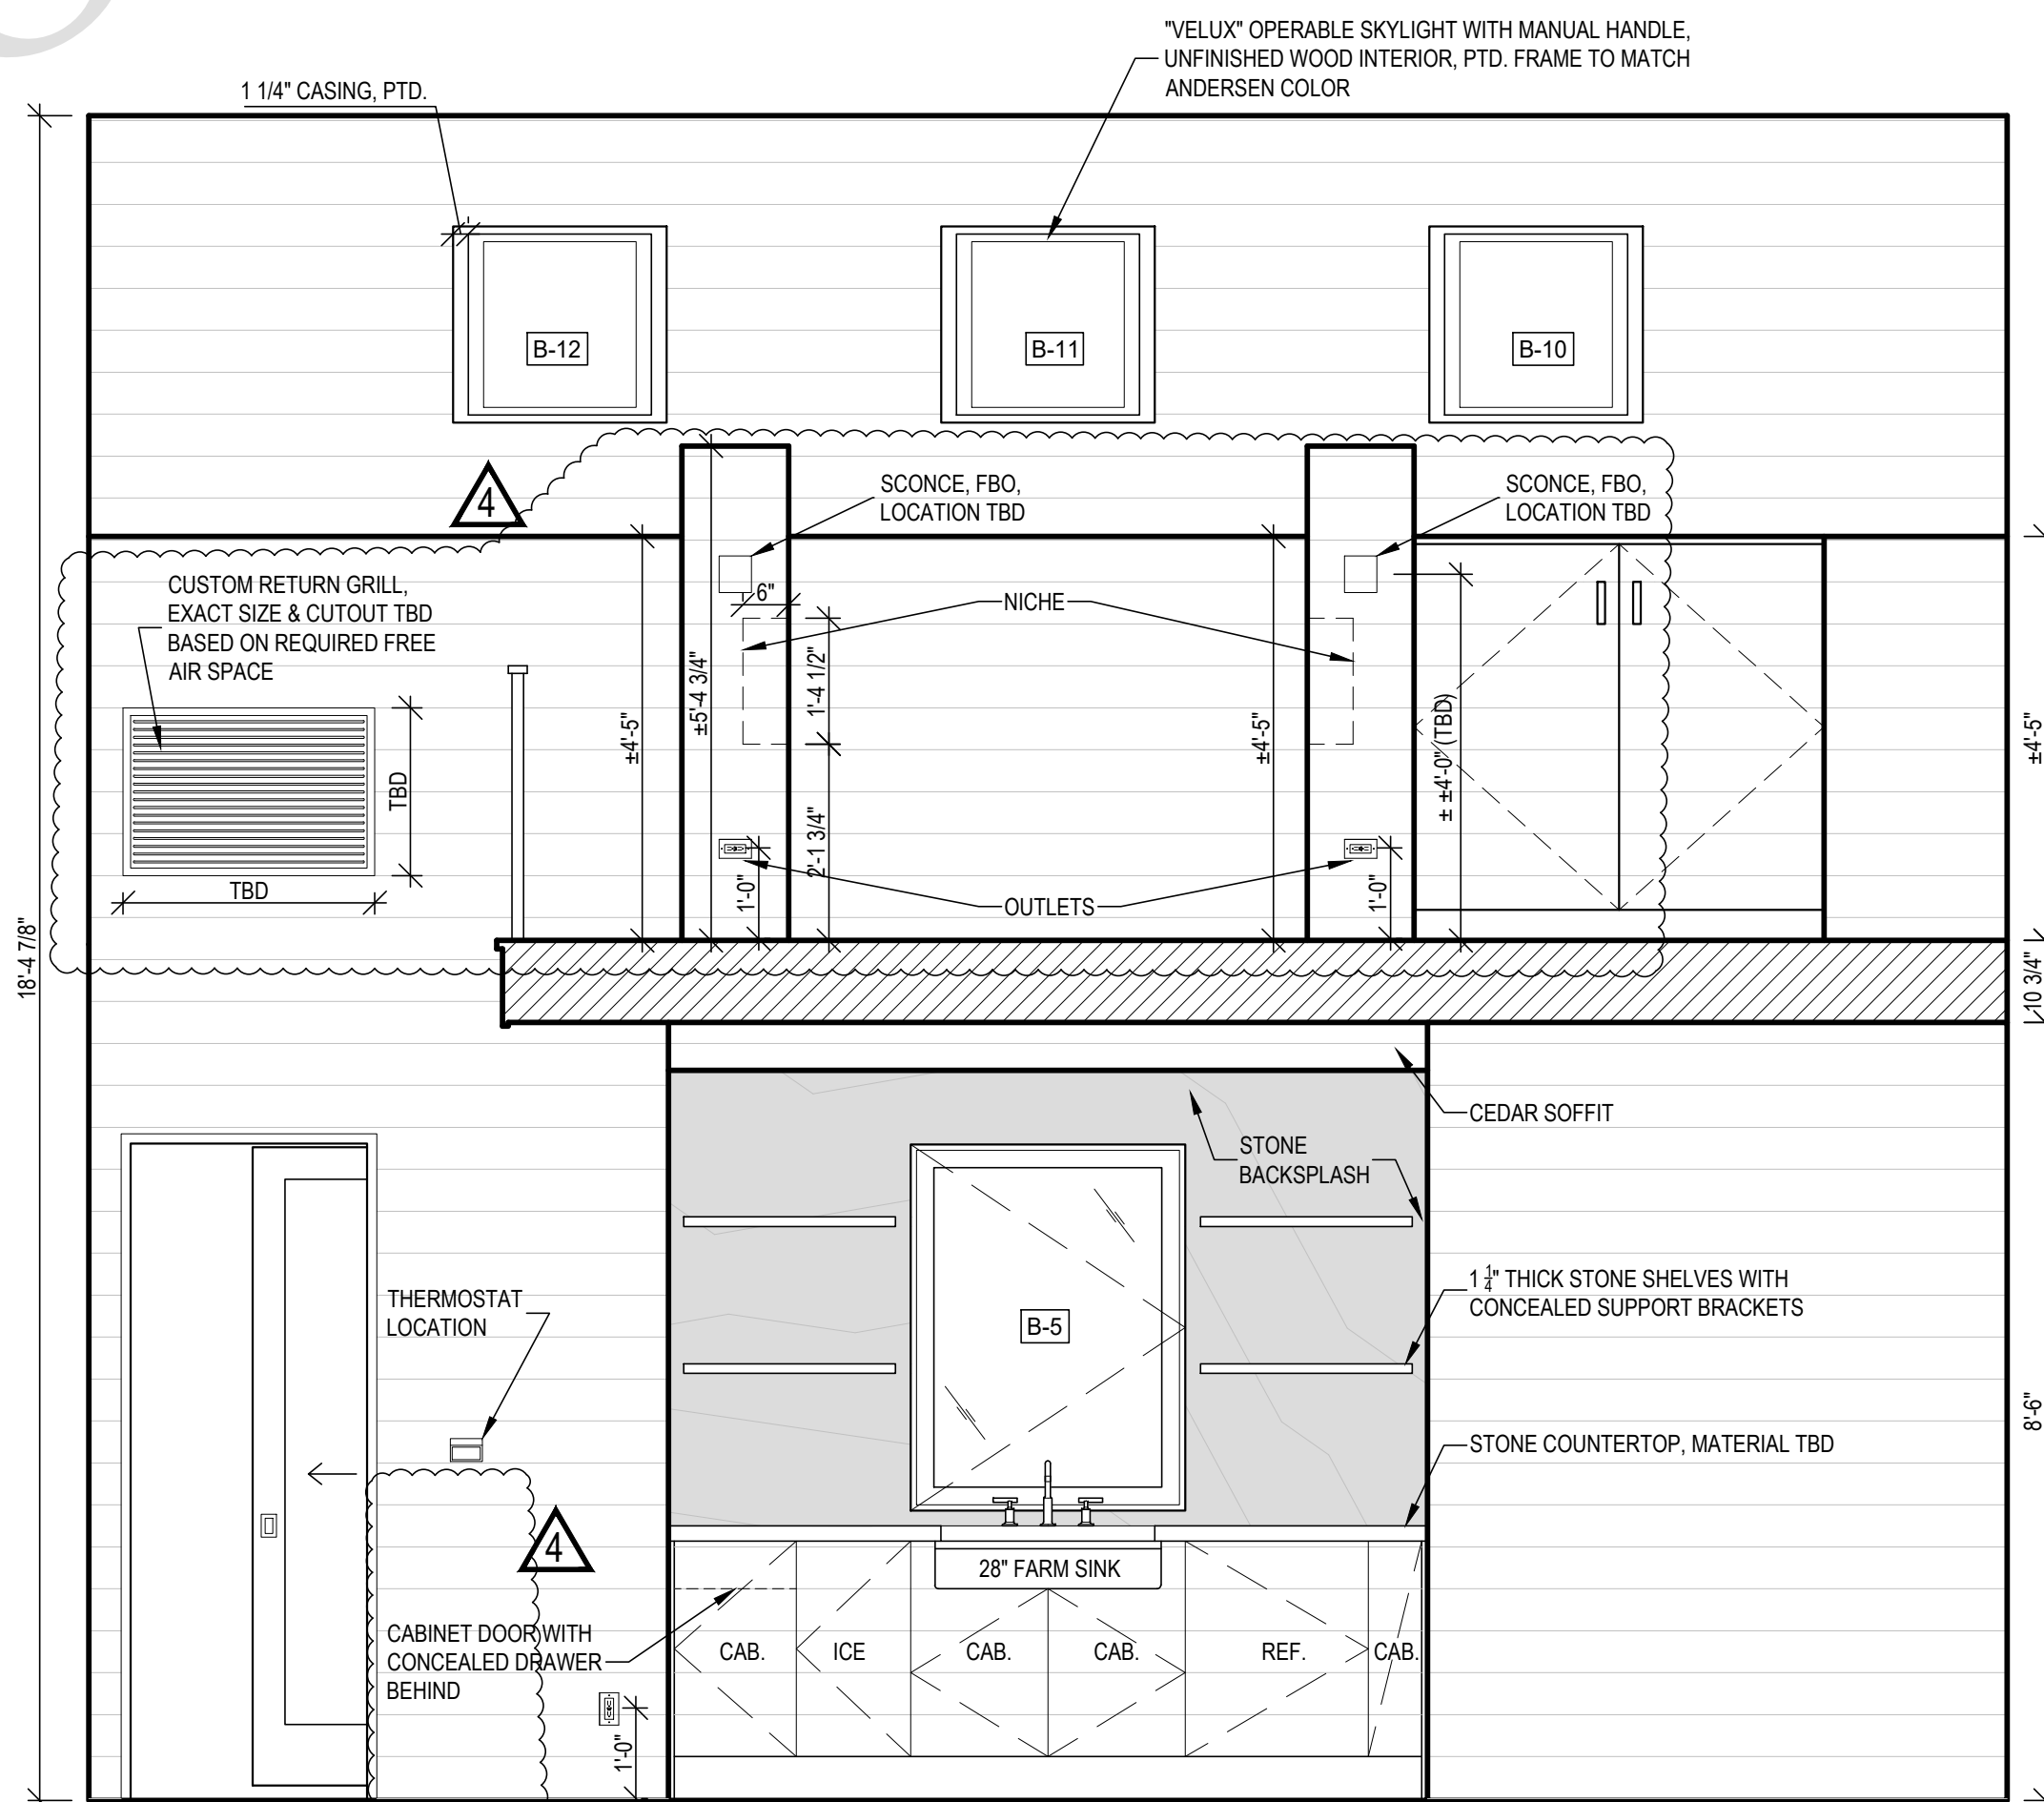 "VELUX" OPERABLE SKYLIGHT WITH MANUAL HANDLE,
UNFINISHED WOOD INTERIOR, PTD. FRAME TO MATCH
ANDERSEN COLOR
1 1/4" CASING, PTD.
B-12
B-11
B-10
4
SCONCE, FBO,
LOCATION TBD
SCONCE, FBO,
LOCATION TBD
CUSTOM RETURN GRILL,
EXACT SIZE & CUTOUT TBD
BASED ON REQUIRED FREE
AIR SPACE
6"
NICHE
±4'-5"
±5'-4 3/4"
1'-4 1/2"
2'-1 3/4"
±4'-5"
± ±4'-0" (TBD)
±4'-5"
TBD
TBD
1'-0"
OUTLETS
1'-0"
18'-4 7/8"
10 3/4"
CEDAR SOFFIT
STONE
BACKSPLASH
THERMOSTAT
LOCATION
B-5
1 1/4" THICK STONE SHELVES WITH
CONCEALED SUPPORT BRACKETS
8'-6"
STONE COUNTERTOP, MATERIAL TBD
4
28" FARM SINK
CABINET DOOR WITH
CONCEALED DRAWER
BEHIND
CAB.
ICE
CAB.
CAB.
REF.
CAB.
1'-0"